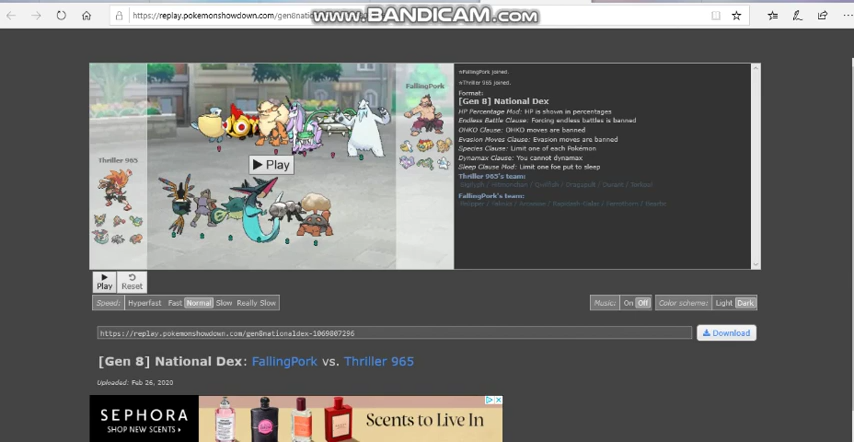 https://replay.pokemonshowdown.com/gen8nati
WWW.BANDICAM.COM
FallingPork joined.
Thriller 965 joined.
Format:
[Gen 8] National Dex
HP Percentage Mod: HP is shown in percentages
Endless Battle Clause: Forcing endless battles is banned
OHKO Clause: OHKO moves are banned
Evasion Moves Clause: Evasion moves are banned
Species Clause: Limit one of each Pokémon
Dynamax Clause: You cannot dynamax
Sleep Clause Mod: Limit one foe put to sleep
Thriller 965's team:
FallingPork's team:
FallingPork
Thriller 965
Play
Play
Reset
Speed: Hyperfast Fast Normal Slow Really Slow
Music: On Off
Color scheme: Light Dark
https://replay.pokemonshowdown.com/gen8nationaldex-1069807296
Download
[Gen 8] National Dex: FallingPork vs. Thriller 965
Uploaded: Feb 26, 2020
SEPHORA
SHOP NEW SCENTS
Scents to Live In